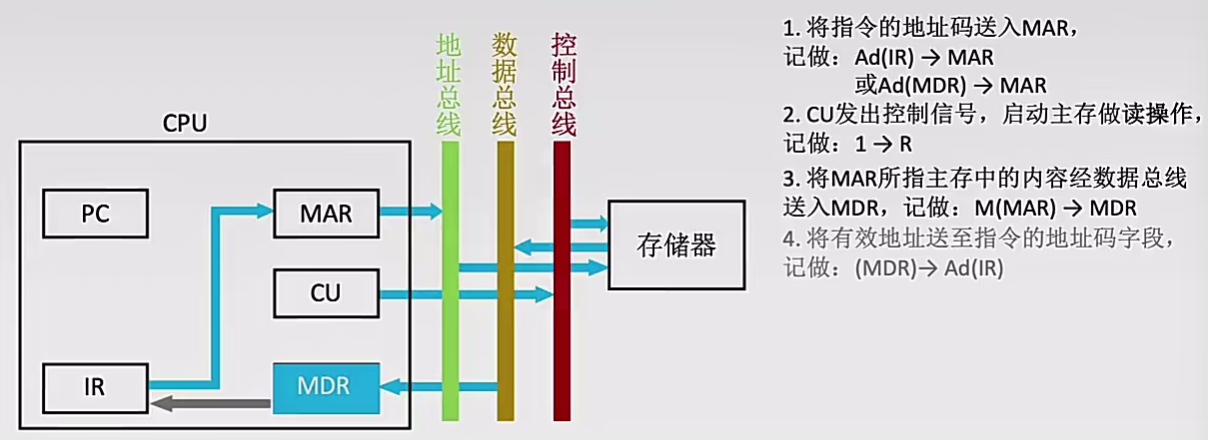 CPU
PC
MAR
CU
IR
MDR
地址总线
数据总线
控制总线
存储器
1. 将指令的地址码送入MAR，
记做：Ad(IR) → MAR
或Ad(MDR) → MAR
2. CU发出控制信号，启动主存做读操作，
记做：1 → R
3. 将MAR所指主存中的内容经数据总线
送入MDR，记做：M(MAR) → MDR
4. 将有效地址送至指令的地址码字段，
记做：(MDR)→ Ad(IR)